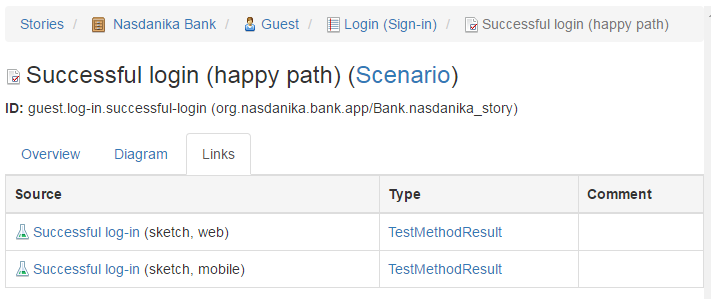 Stories / Nasdanika Bank / Guest / Login (Sign-in) / Successful login (happy path)
Successful login (happy path) (Scenario)
ID: guest.log-in.successful-login (org.nasdanika.bank.app/Bank.nasdanika_story)
Overview Diagram Links
Source Type Comment
Successful log-in (sketch, web) TestMethodResult
Successful log-in (sketch, mobile) TestMethodResult